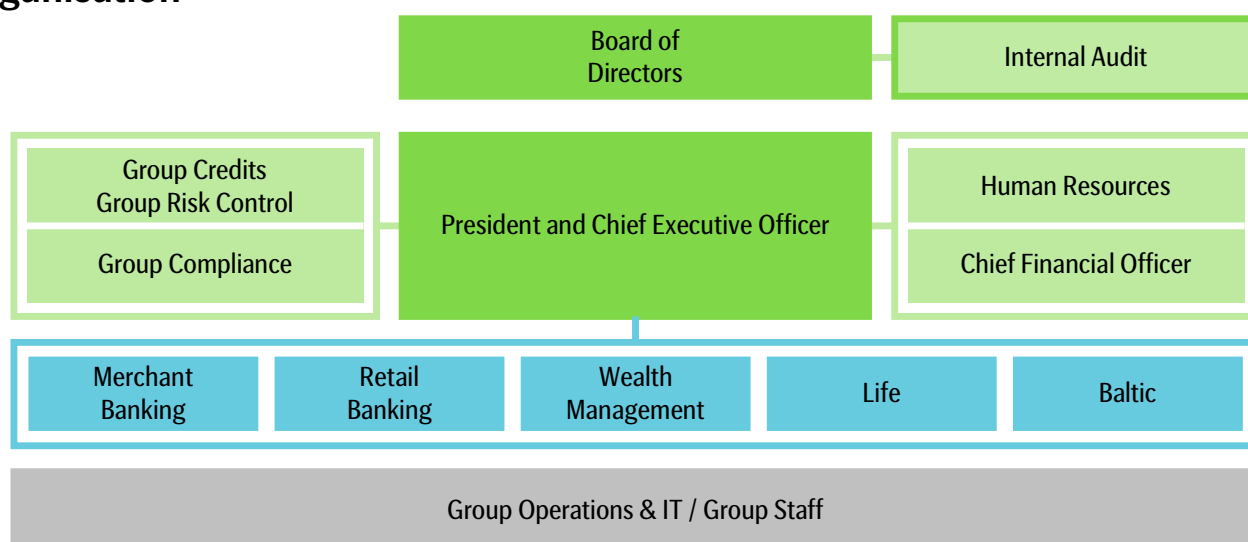 Board of
Directors
Internal Audit
Group Credits
Group Risk Control
Group Compliance
President and Chief Executive Officer
Human Resources
Chief Financial Officer
Merchant
Banking
Retail
Banking
Wealth
Management
Life
Baltic
Group Operations & IT / Group Staff